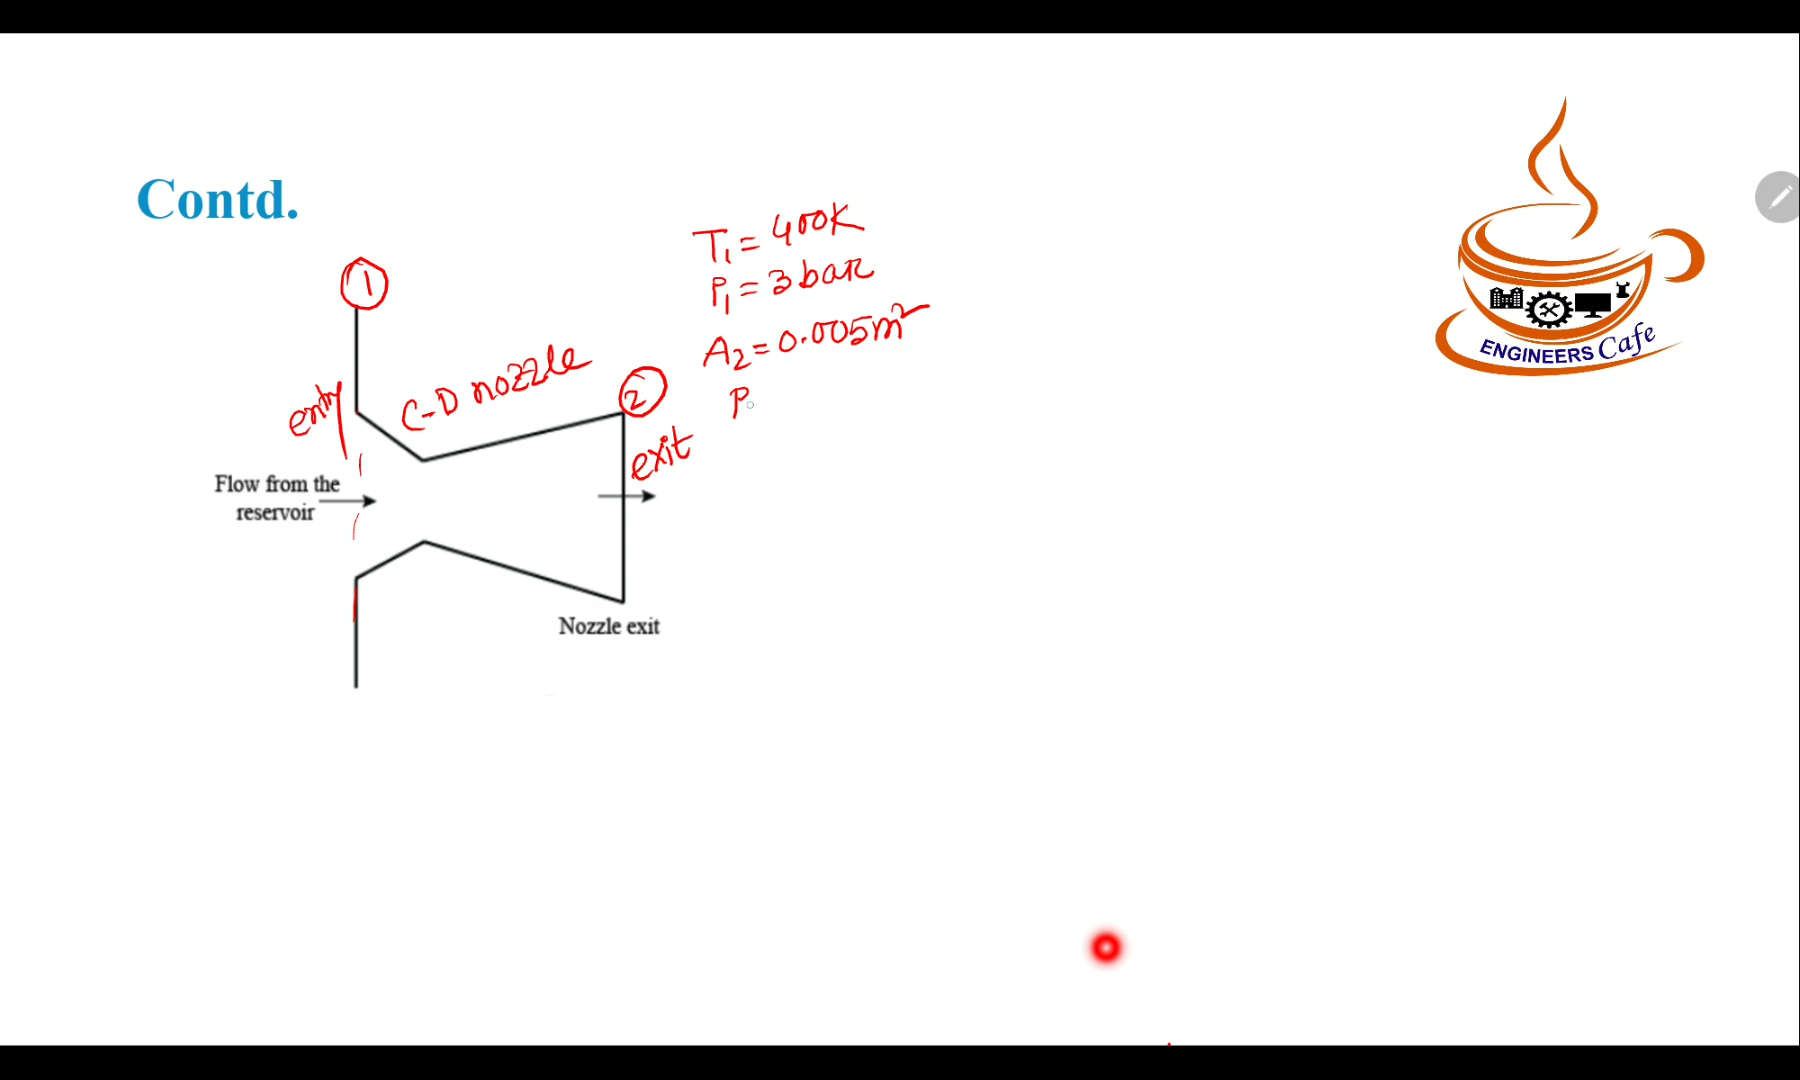 Contd.
1
T1 = 400K
P1 = 3 bar
A2 = 0.005m²
P
entry
C-D nozzle
2
exit
Flow from the
reservoir
Nozzle exit
ENGINEERS Cafe